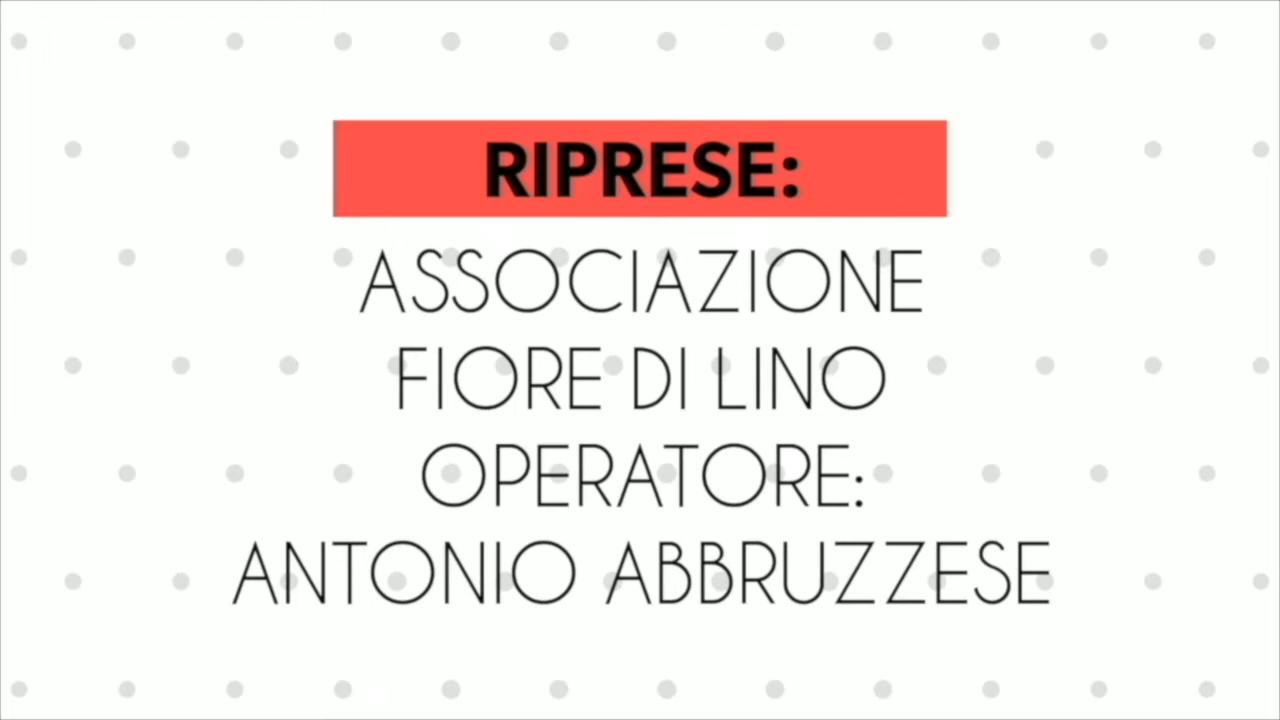 RIPRESE:
ASSOCIAZIONE
FIORE DI LINO
OPERATORE:
ANTONIO ABBRUZZESE